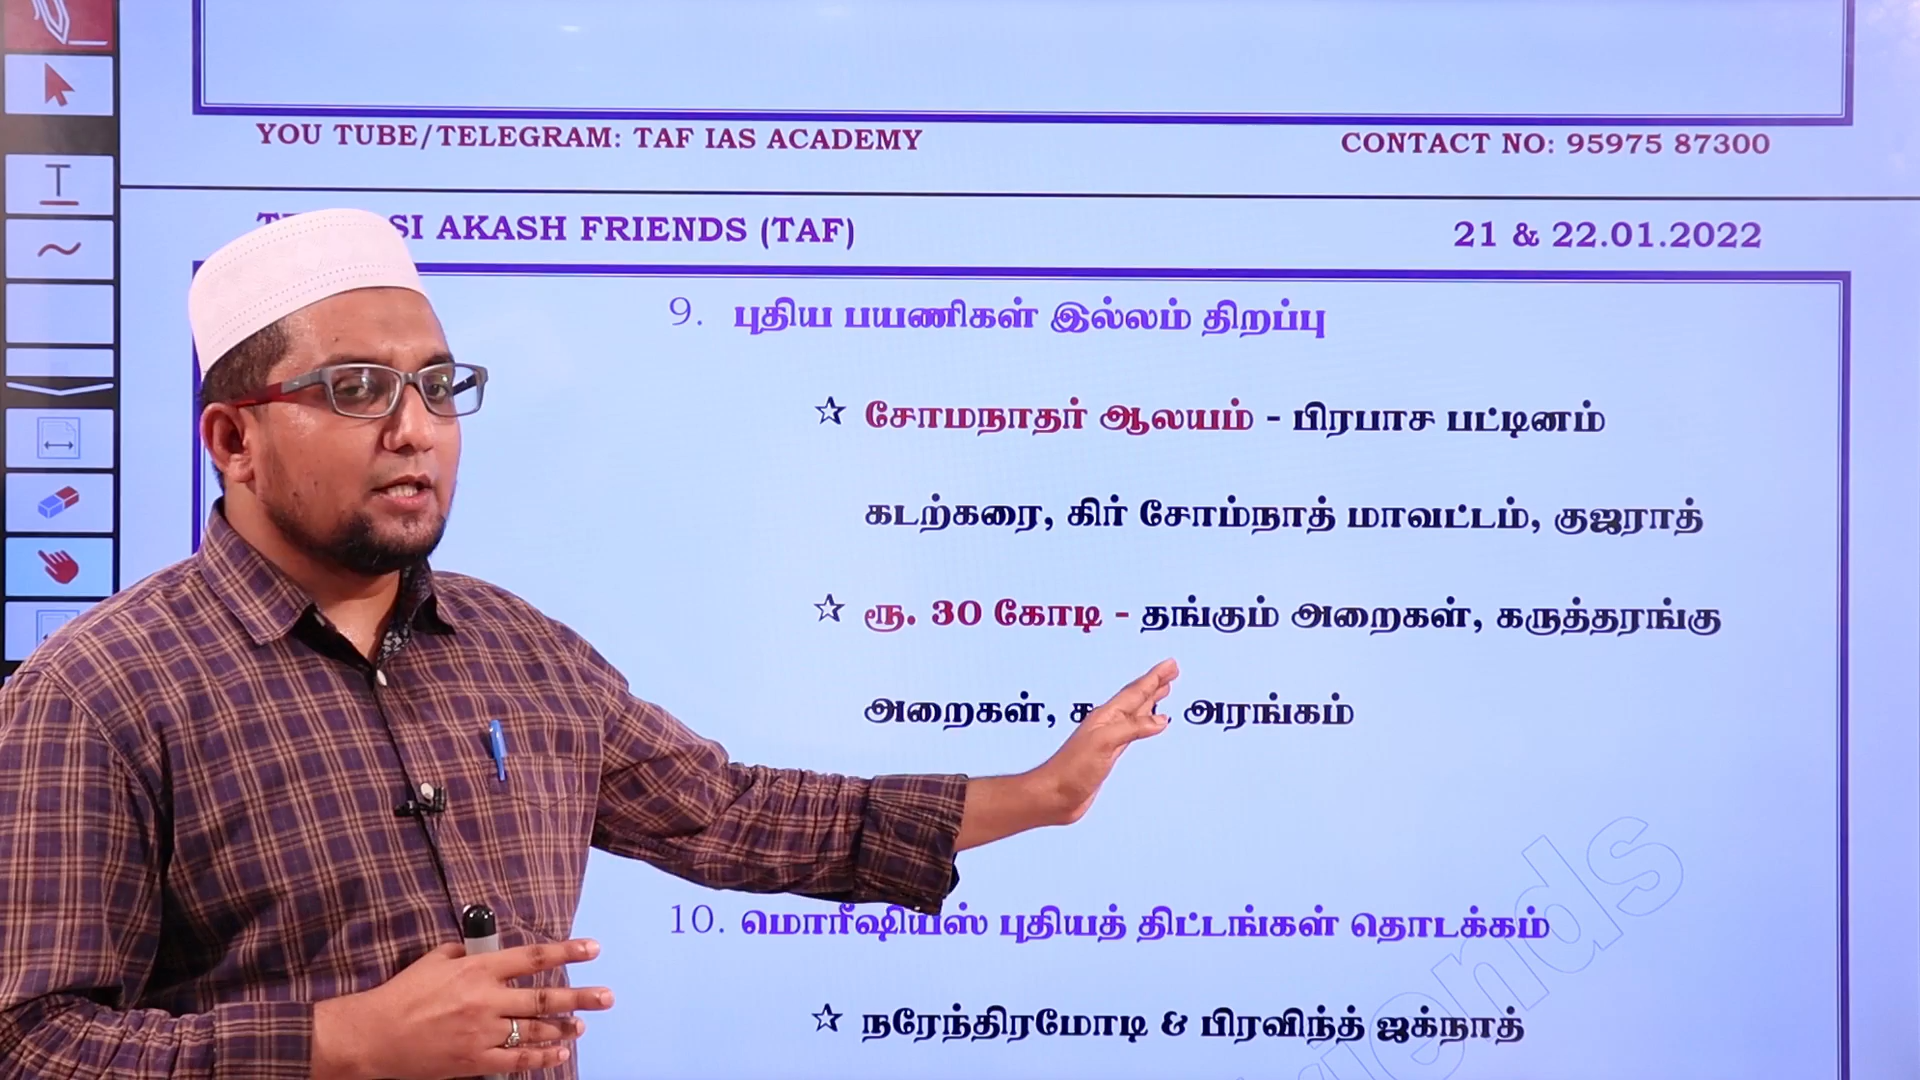 YOU TUBE/TELEGRAM: TAF IAS ACADEMY
CONTACT NO: 95975 87300
SI AKASH FRIENDS (TAF)
21 & 22.01.2022
9. புதிய பயணிகள் இல்லம் திறப்பு
☆ சோமநாதர் ஆலயம் - பிரபாச பட்டினம்
கடற்கரை, கிர் சோம்நாத் மாவட்டம், குஜராத்
☆ ரூ. 30 கோடி - தங்கும் அறைகள், கருத்தரங்கு
அறைகள், அரங்கம்
10. மொரீஷியஸ் புதியத் திட்டங்கள் தொடக்கம்
☆ நரேந்திரமோடி & பிரவிந்த் ஜக்நாத்